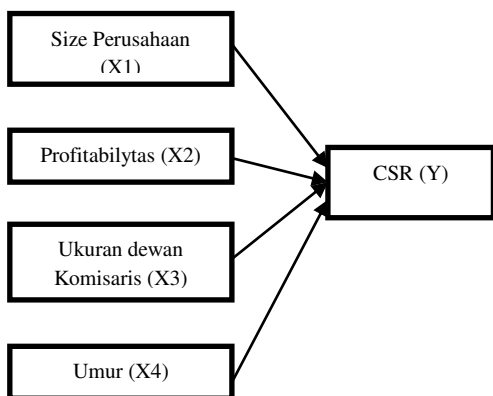 Size Perusahaan
(X1)
Profitabilytas (X2)
CSR (Y)
Ukuran dewan
Komisaris (X3)
Umur (X4)